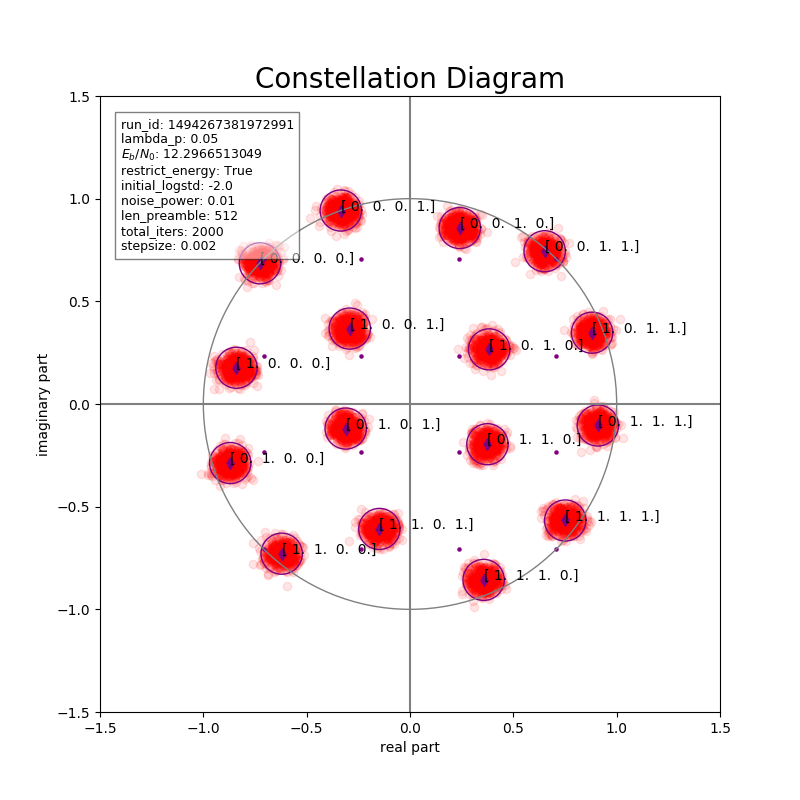 Constellation Diagram
1.5
run_id: 1494267381972991
lambda_p: 0.05
E_b/N_0: 12.2966513049
restrict_energy: True
initial_logstd: -2.0
noise_power: 0.01
len_preamble: 512
total_iters: 2000
stepsize: 0.002
1.0
[ 0. 0. 0. 1.]
[ 0. 0. 1. 0.]
[ 0. 0. 1. 1.]
[ 0. 0. 0. 0.]
0.5
[ 1. 0. 0. 1.]
[ 1. 0. 1. 1.]
[ 1. 0. 1. 0.]
[ 1. 0. 0. 0.]
imaginary part
0.0
[ 0. 1. 0. 1.]
[ 0. 1. 1. 1.]
[ 0. 1. 1. 0.]
[ 0. 1. 0. 0.]
−0.5
[ 1. 1. 0. 1.]
[ 1. 1. 1. 1.]
[ 1. 1. 0. 0.]
[ 1. 1. 1. 0.]
−1.0
−1.5
−1.5 −1.0 −0.5 0.0 0.5 1.0 1.5
real part